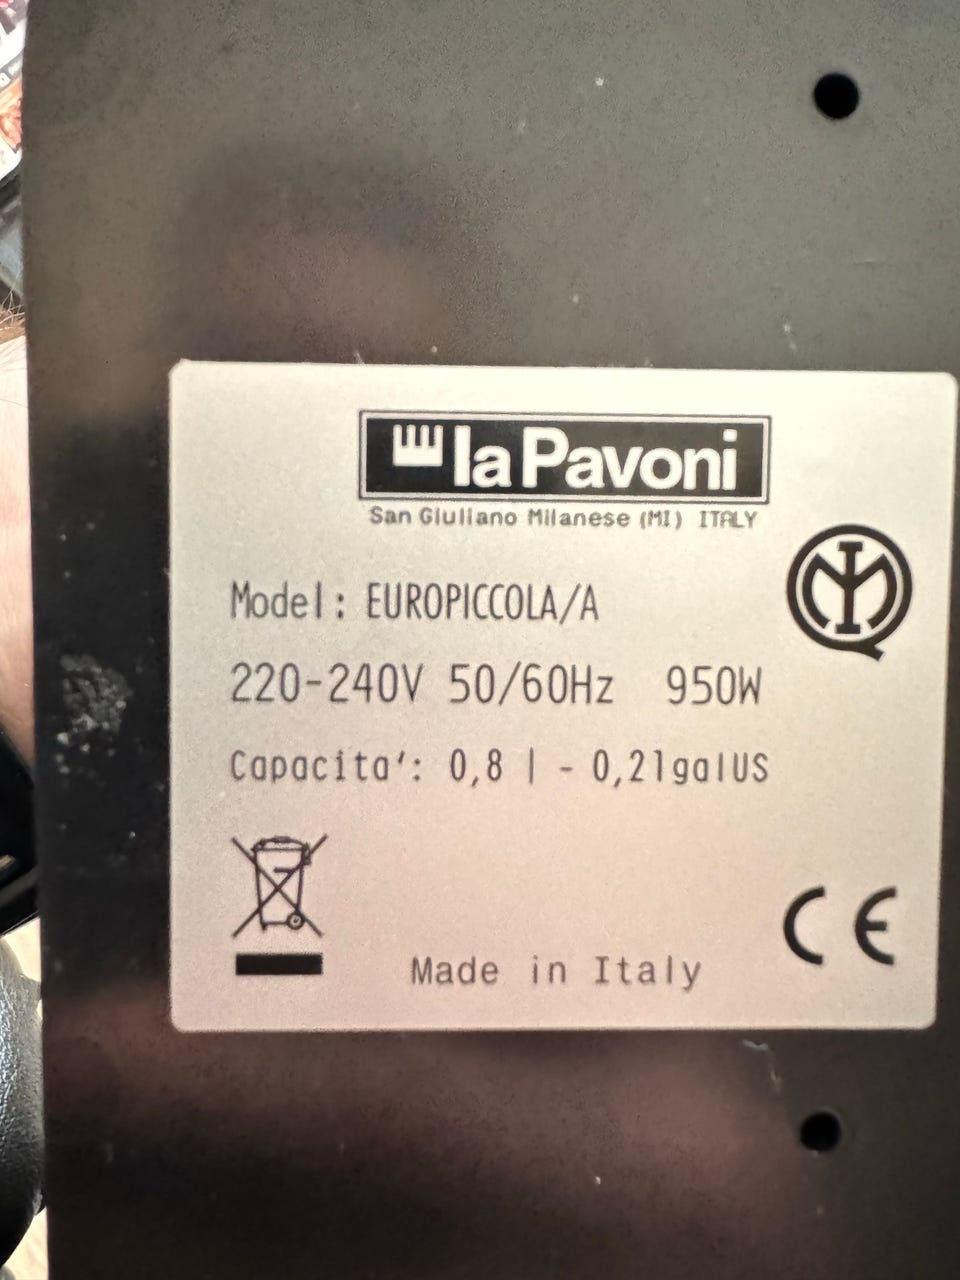 la Pavoni
San Giuliano Milanese (MI) ITALY
Model: EUROPICCOLA/A
220-240V 50/60Hz 950W
Capacita': 0,8 l - 0,21galUS
CE
Made in Italy